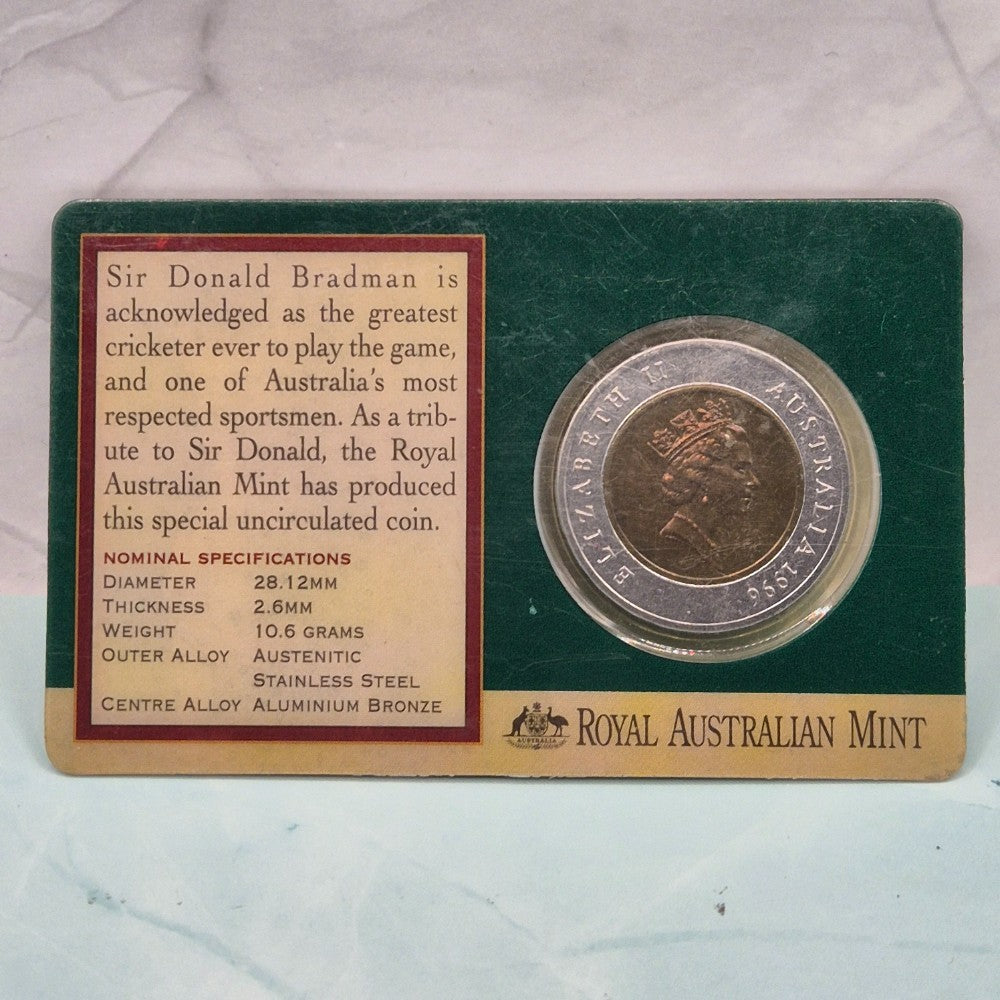 Sir Donald Bradman is
acknowledged as the greatest
cricketer ever to play the game,
and one of Australia's most
respected sportsmen. As a trib-
ute to Sir Donald, the Royal
Australian Mint has produced
this special uncirculated coin.
NOMINAL SPECIFICATIONS
DIAMETER 28.12MM
THICKNESS 2.6MM
WEIGHT 10.6 GRAMS
OUTER ALLOY AUSTENITIC
STAINLESS STEEL
CENTRE ALLOY ALUMINIUM BRONZE
ELIZABETH II AUSTRALIA 1996
AUSTRALIA
ROYAL AUSTRALIAN MINT